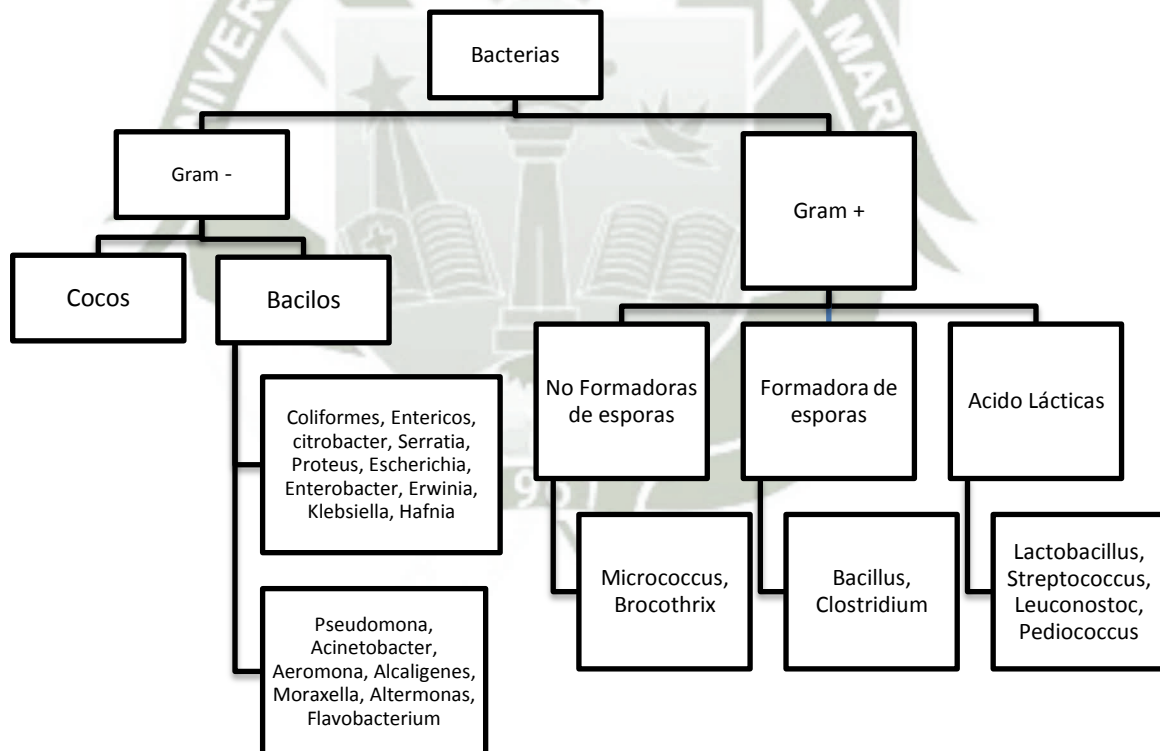 Bacterias
Gram -
Gram +
Cocos
Bacilos
Coliformes, Entericos,
citrobacter, Serratia,
Proteus, Escherichia,
Enterobacter, Erwinia,
Klebsiella, Hafnia
Pseudomona,
Acinetobacter,
Aeromona, Alcaligenes,
Moraxella, Altermonas,
Flavobacterium
No Formadoras
de esporas
Formadora de
esporas
Acido Lácticas
Micrococcus,
Brocothrix
Bacillus,
Clostridium
Lactobacillus,
Streptococcus,
Leuconostoc,
Pediococcus